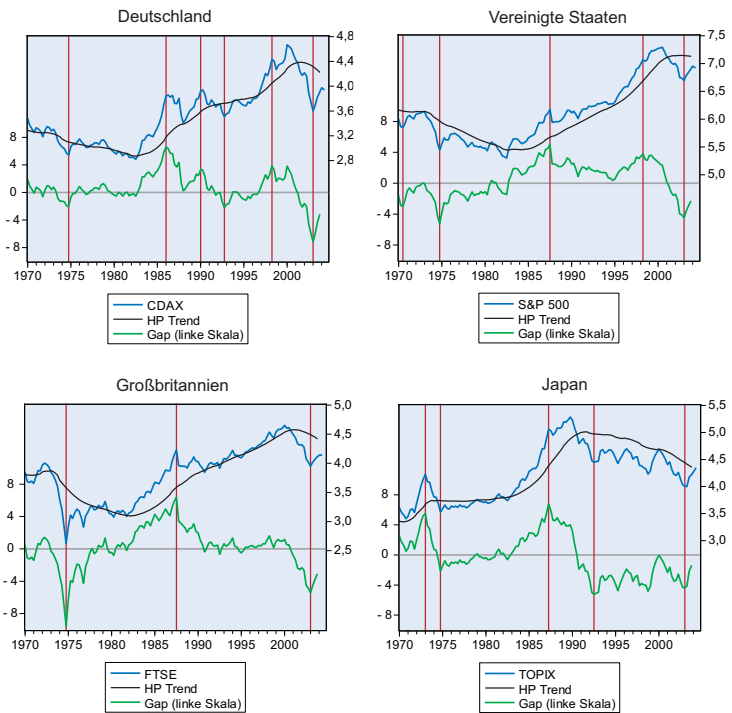 Deutschland
4,8
4,4
4,0
3,6
3,2
2,8
8
4
0
- 4
- 8
1970 1975 1980 1985 1990 1995 2000
CDAX
HP Trend
Gap (linke Skala)
Vereinigte Staaten
7,5
7,0
6,5
6,0
5,5
5,0
8
4
0
- 4
- 8
1970 1975 1980 1985 1990 1995 2000
S&P 500
HP Trend
Gap (linke Skala)
Großbritannien
5,0
4,5
4,0
3,5
3,0
2,5
8
4
0
- 4
- 8
1970 1975 1980 1985 1990 1995 2000
FTSE
HP Trend
Gap (linke Skala)
Japan
5,5
5,0
4,5
4,0
3,5
3,0
8
4
0
- 4
- 8
1970 1975 1980 1985 1990 1995 2000
TOPIX
HP Trend
Gap (linke Skala)